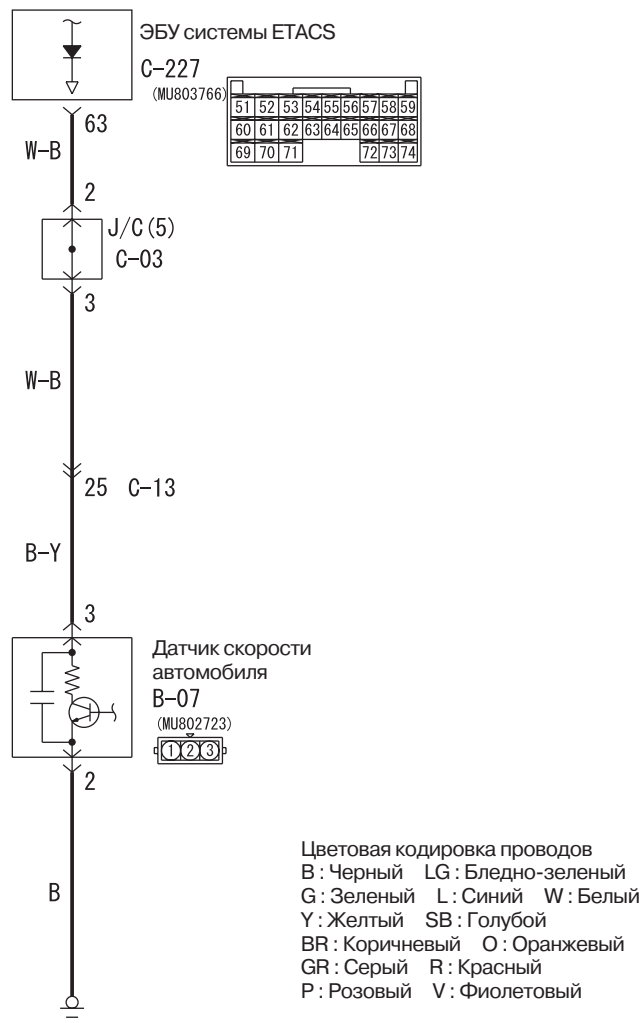 ЭБУ системы ETACS
C-227
(MU803766)
51 52 53 54 55 56 57 58 59
60 61 62 63 64 65 66 67 68
69 70 71 72 73 74
63
W-B
2
J/C(5)
C-03
3
W-B
25 C-13
B-Y
3
Датчик скорости
автомобиля
B-07
(MU802723)
1 2 3
2
B
Цветовая кодировка проводов
B : Черный LG : Бледно-зеленый
G : Зеленый L : Синий W : Белый
Y : Желтый SB : Голубой
BR : Коричневый O : Оранжевый
GR : Серый R : Красный
P : Розовый V : Фиолетовый